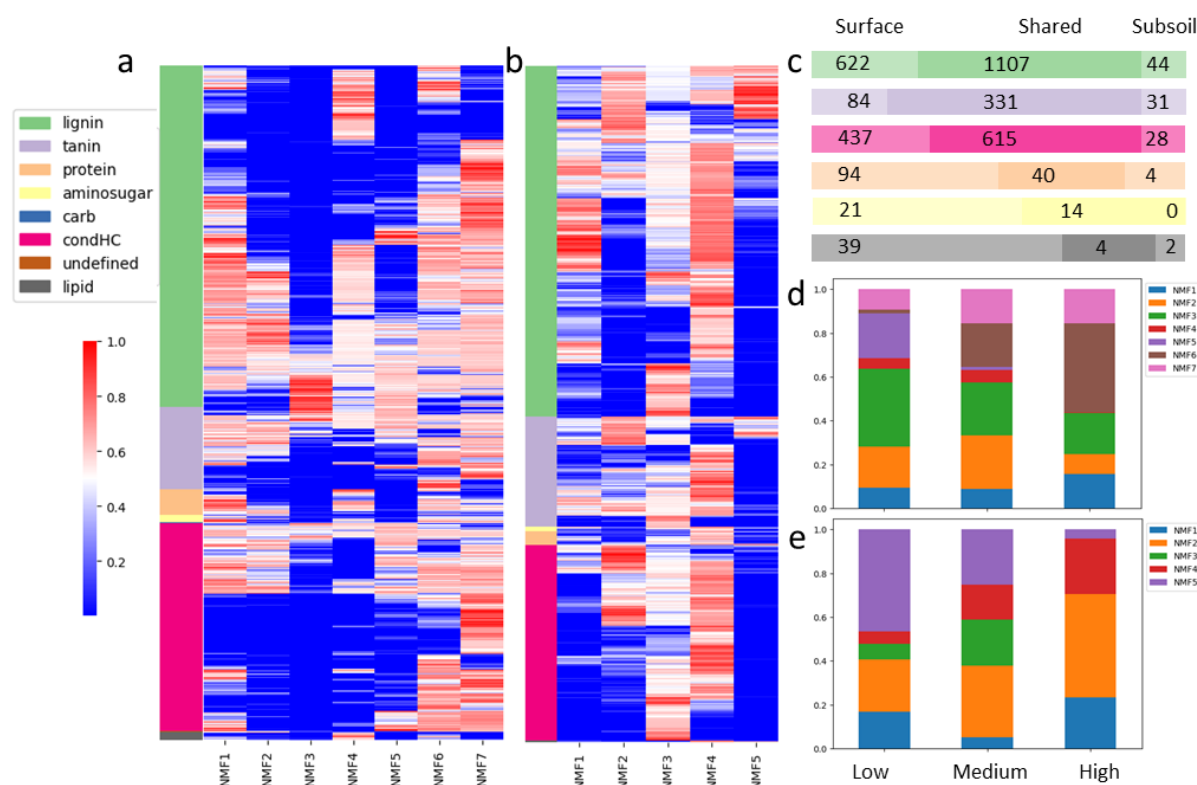 Surface Shared Subsoil
a
b
c
622 1107 44
84 331 31
437 615 28
94 40 4
21 14 0
39 4 2
lignin
tanin
protein
aminosugar
carb
condHC
undefined
lipid
1.0
0.8
0.6
0.4
0.2
NMF1 NMF2 NMF3 NMF4 NMF5 NMF6 NMF7
NMF1 NMF2 NMF3 NMF4 NMF5
d
1.0
0.8
0.6
0.4
0.2
0.0
NMF1
NMF2
NMF3
NMF4
NMF5
NMF6
NMF7
e
1.0
0.8
0.6
0.4
0.2
0.0
NMF1
NMF2
NMF3
NMF4
NMF5
Low Medium High